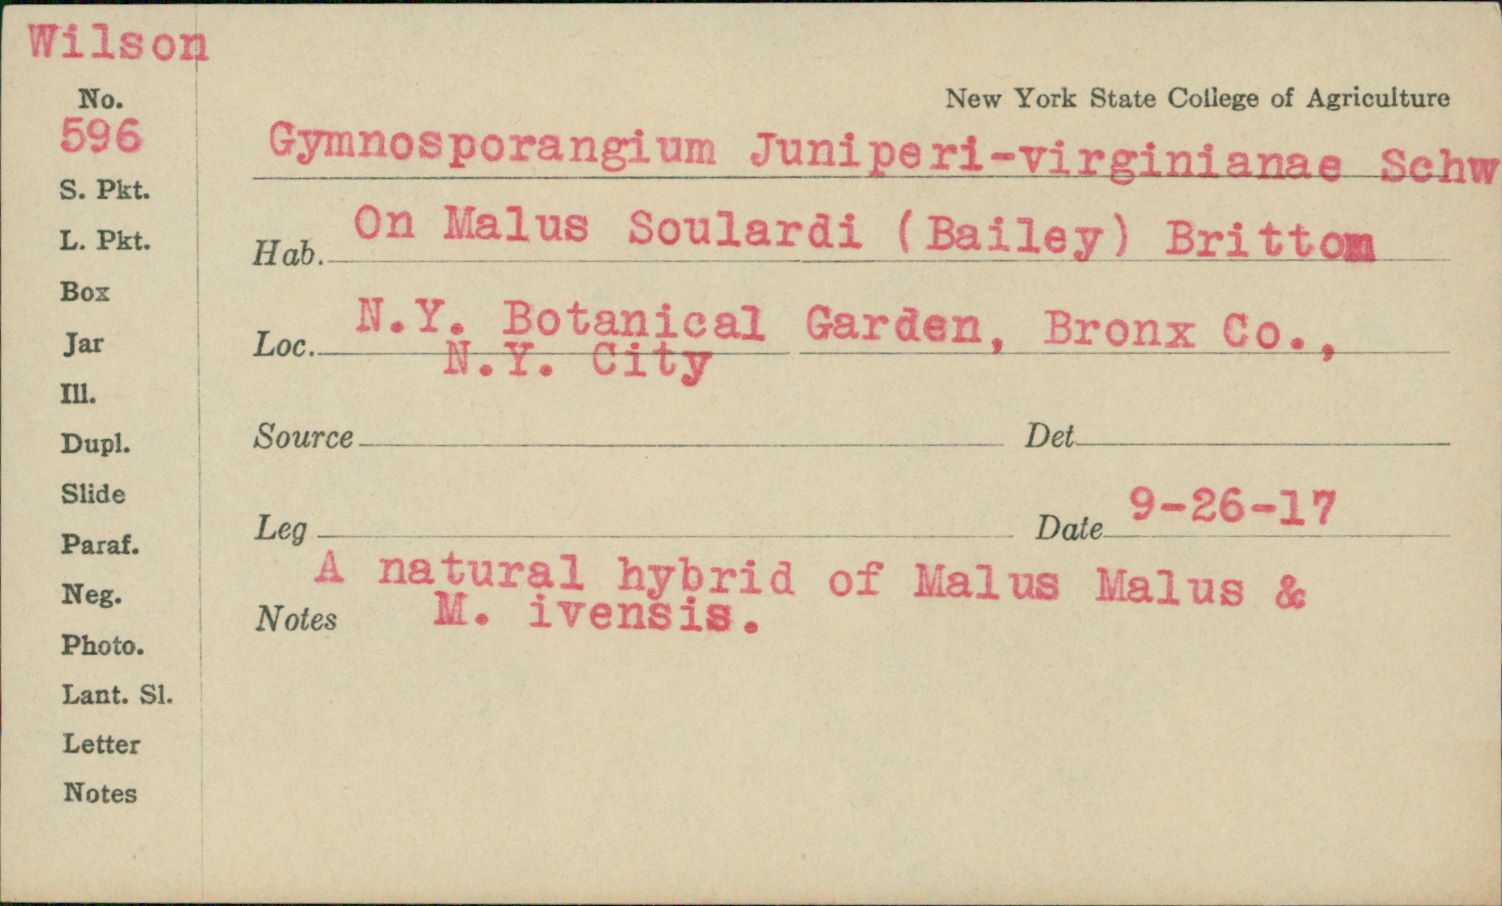 Wilson
No.
596
New York State College of Agriculture
Gymnosporangium Juniperi-virginianae Schw
S. Pkt.
L. Pkt.
Hab. On Malus Soulardi (Bailey) Britton
Box
Jar
Loc. N.Y. Botanical Garden, Bronx Co.,
N.Y. City
Ill.
Dupl.
Source Det
Slide
Leg Date 9-26-17
Paraf.
A natural hybrid of Malus Malus &
Neg.
Notes M. ivensis.
Photo.
Lant. Sl.
Letter
Notes